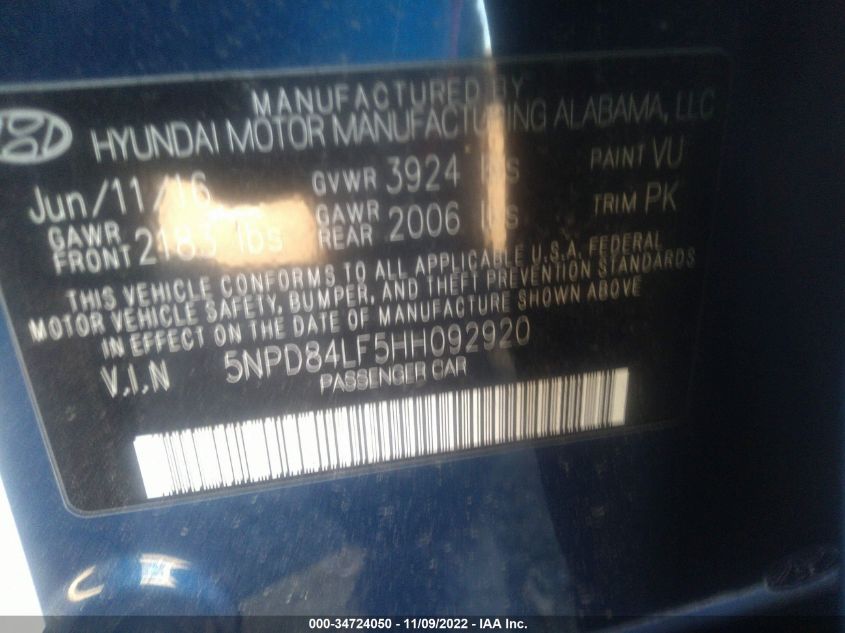 MANUFACTURED BY
HYUNDAI MOTOR MANUFACTURING ALABAMA, LLC
Jun/11/16 GVWR 3924 lbs PAINT VU
GAWR FRONT 2183 lbs GAWR REAR 2006 lbs TRIM PK
THIS VEHICLE CONFORMS TO ALL APPLICABLE U.S.A. FEDERAL
MOTOR VEHICLE SAFETY, BUMPER, AND THEFT PREVENTION STANDARDS
IN EFFECT ON THE DATE OF MANUFACTURE SHOWN ABOVE
V.I.N 5NPD84LF5HH092920
PASSENGER CAR
000-34724050 - 11/09/2022 - IAA Inc.